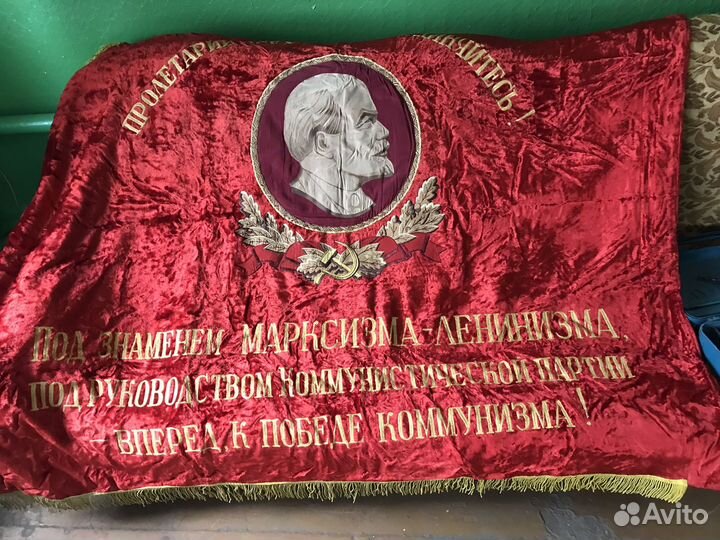 ПРОЛЕТАРИ
ЯЙТЕСЬ!
ПОД ЗНАМЕНЕМ МАРКСИЗМА-ЛЕНИНИЗМА,
ПОД РУКОВОДСТВОМ КОММУНИСТИЧЕСКОЙ ПАРТИИ
– ВПЕРЕД, К ПОБЕДЕ КОММУНИЗМА!
Avito